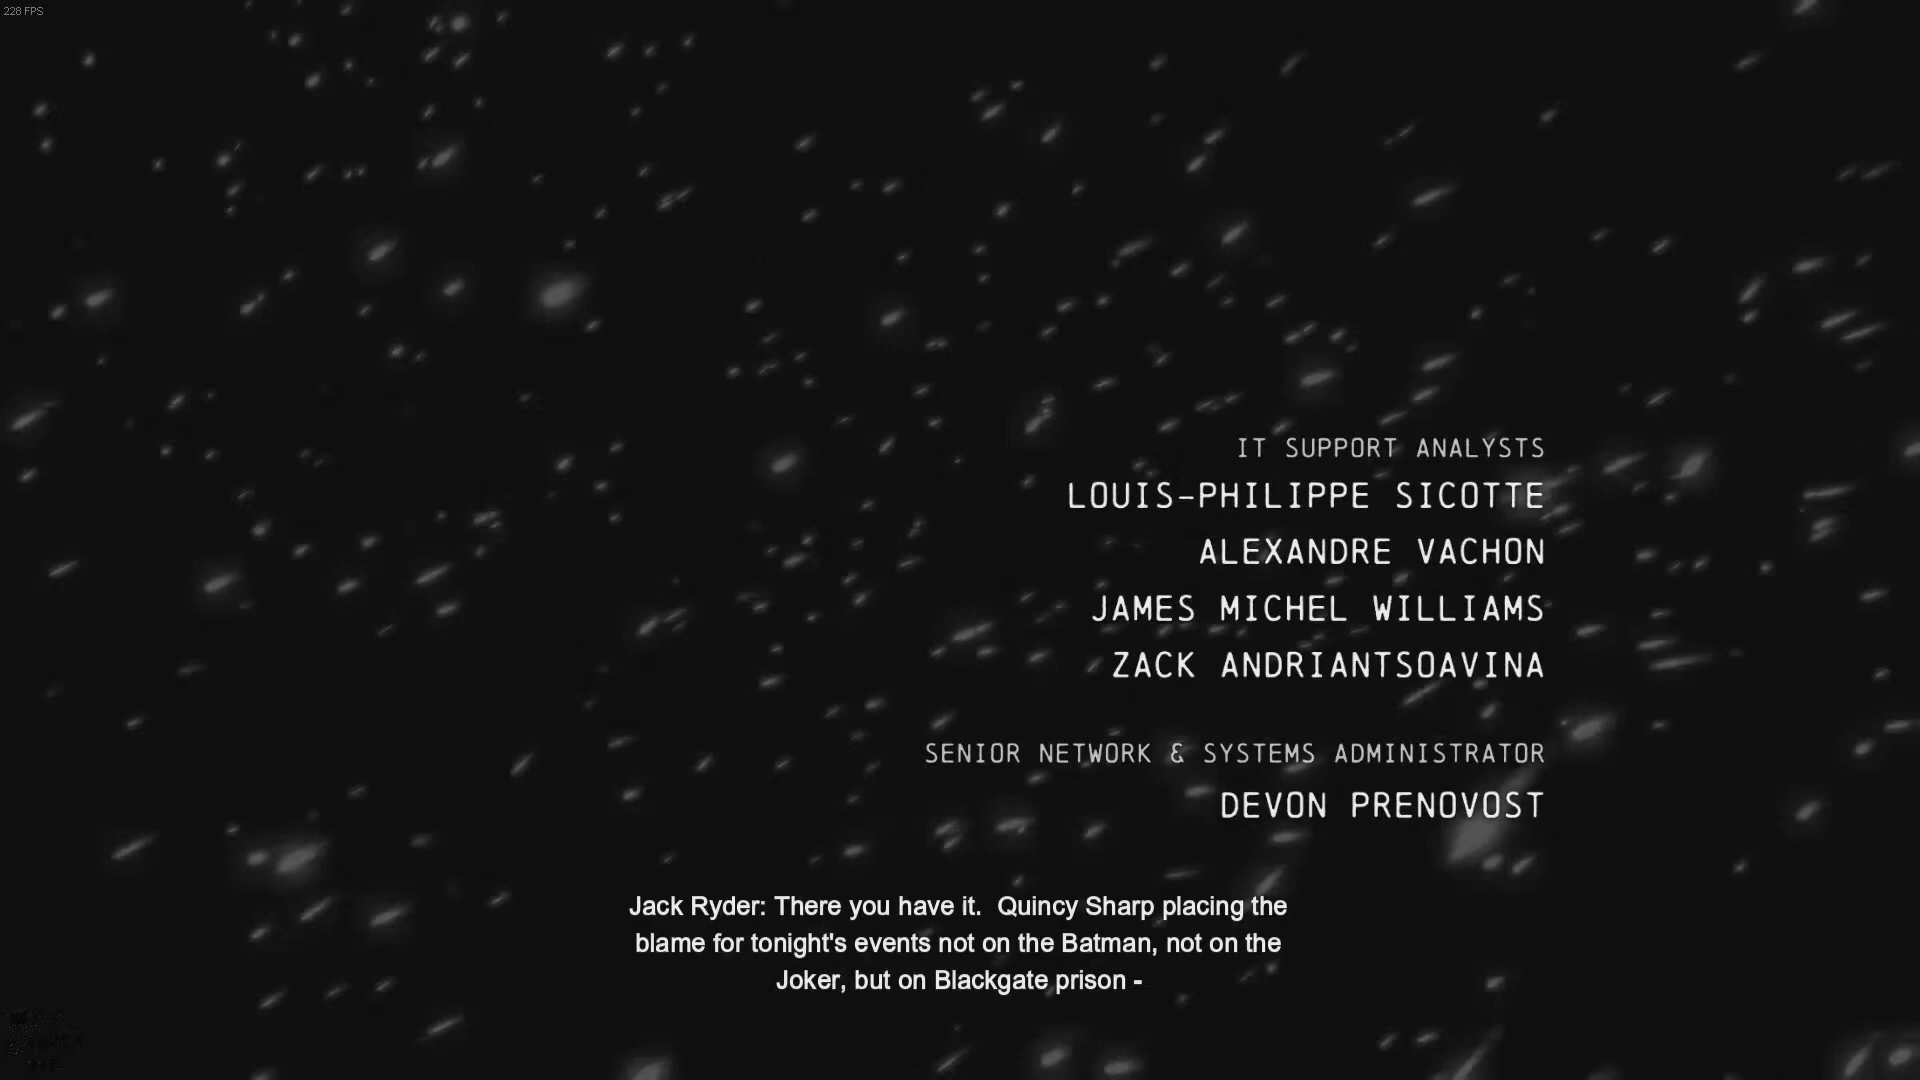 228 FPS
IT SUPPORT ANALYSTS
LOUIS-PHILIPPE SICOTTE
ALEXANDRE VACHON
JAMES MICHEL WILLIAMS
ZACK ANDRIANTSOAVINA
SENIOR NETWORK & SYSTEMS ADMINISTRATOR
DEVON PRENOVOST
Jack Ryder: There you have it.  Quincy Sharp placing the
blame for tonight's events not on the Batman, not on the
Joker, but on Blackgate prison -